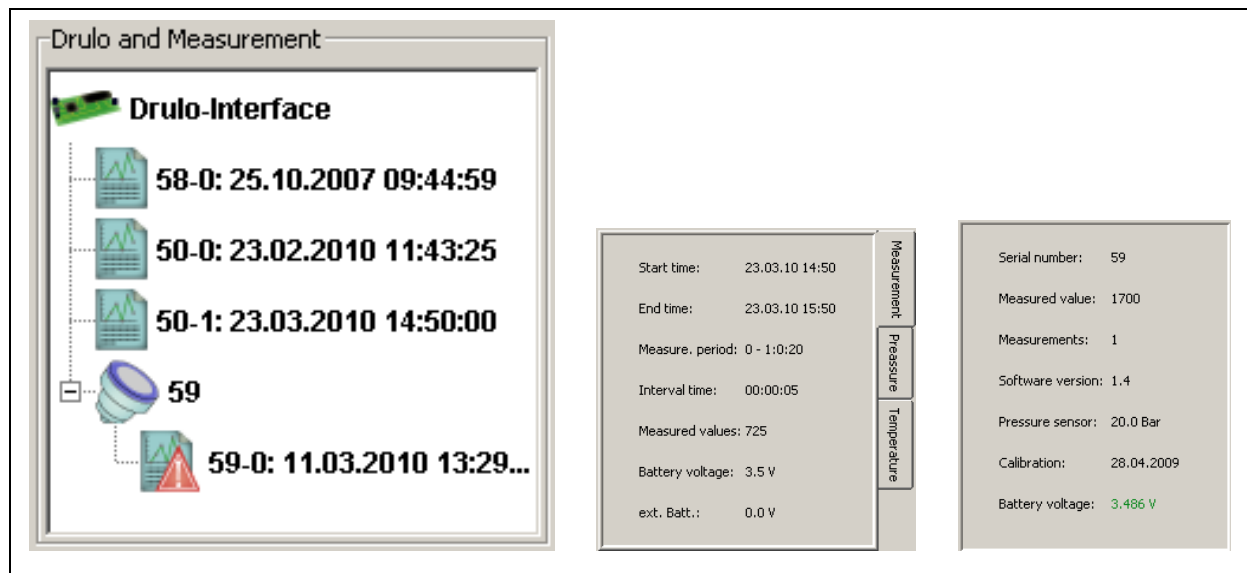 Drulo and Measurement
Drulo-Interface
58-0: 25.10.2007 09:44:59
50-0: 23.02.2010 11:43:25
50-1: 23.03.2010 14:50:00
59
59-0: 11.03.2010 13:29...
Start time: 23.03.10 14:50
End time: 23.03.10 15:50
Measure. period: 0 - 1:0:20
Interval time: 00:00:05
Measured values: 725
Battery voltage: 3.5 V
ext. Batt.: 0.0 V
Measurement
Preassure
Temperature
Serial number: 59
Measured value: 1700
Measurements: 1
Software version: 1.4
Pressure sensor: 20.0 Bar
Calibration: 28.04.2009
Battery voltage: 3.486 V